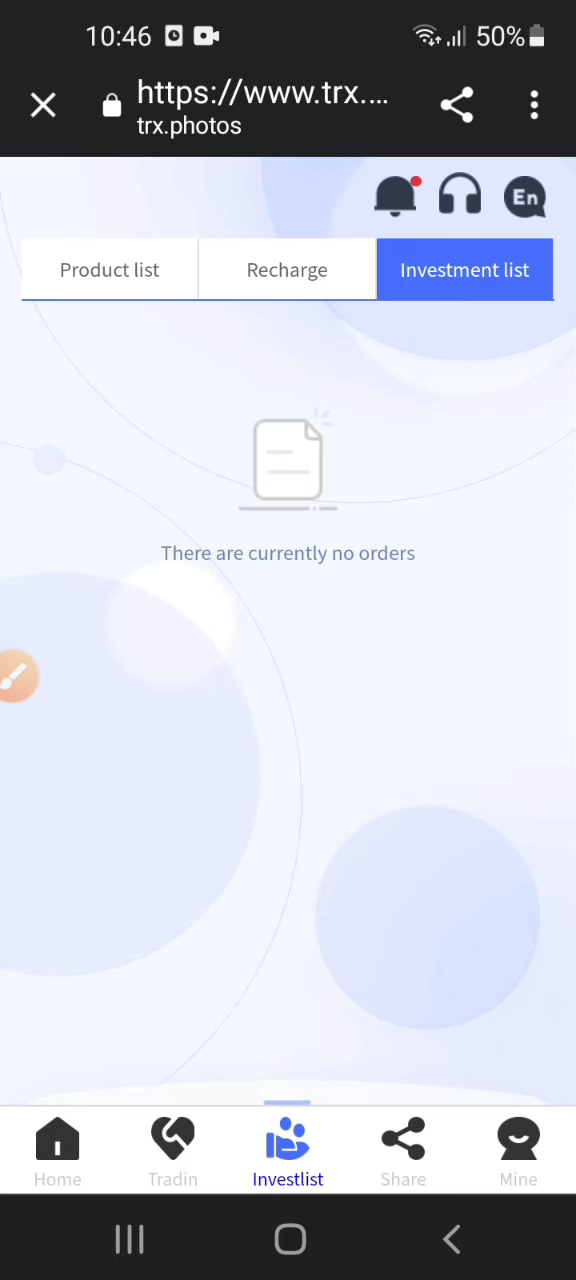 10:46
50%
https://www.trx....
trx.photos
En
Product list
Recharge
Investment list
There are currently no orders
Home
Tradin
Investlist
Share
Mine